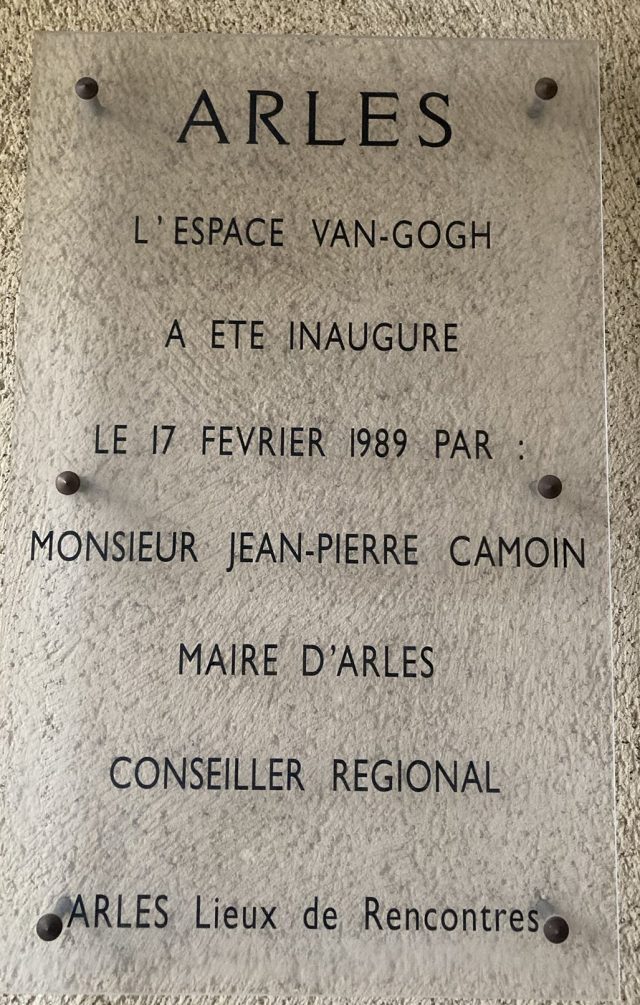 ARLES
L'ESPACE VAN-GOGH
A ETE INAUGURE
LE 17 FEVRIER 1989 PAR :
MONSIEUR JEAN-PIERRE CAMOIN
MAIRE D'ARLES
CONSEILLER REGIONAL
ARLES Lieux de Rencontres